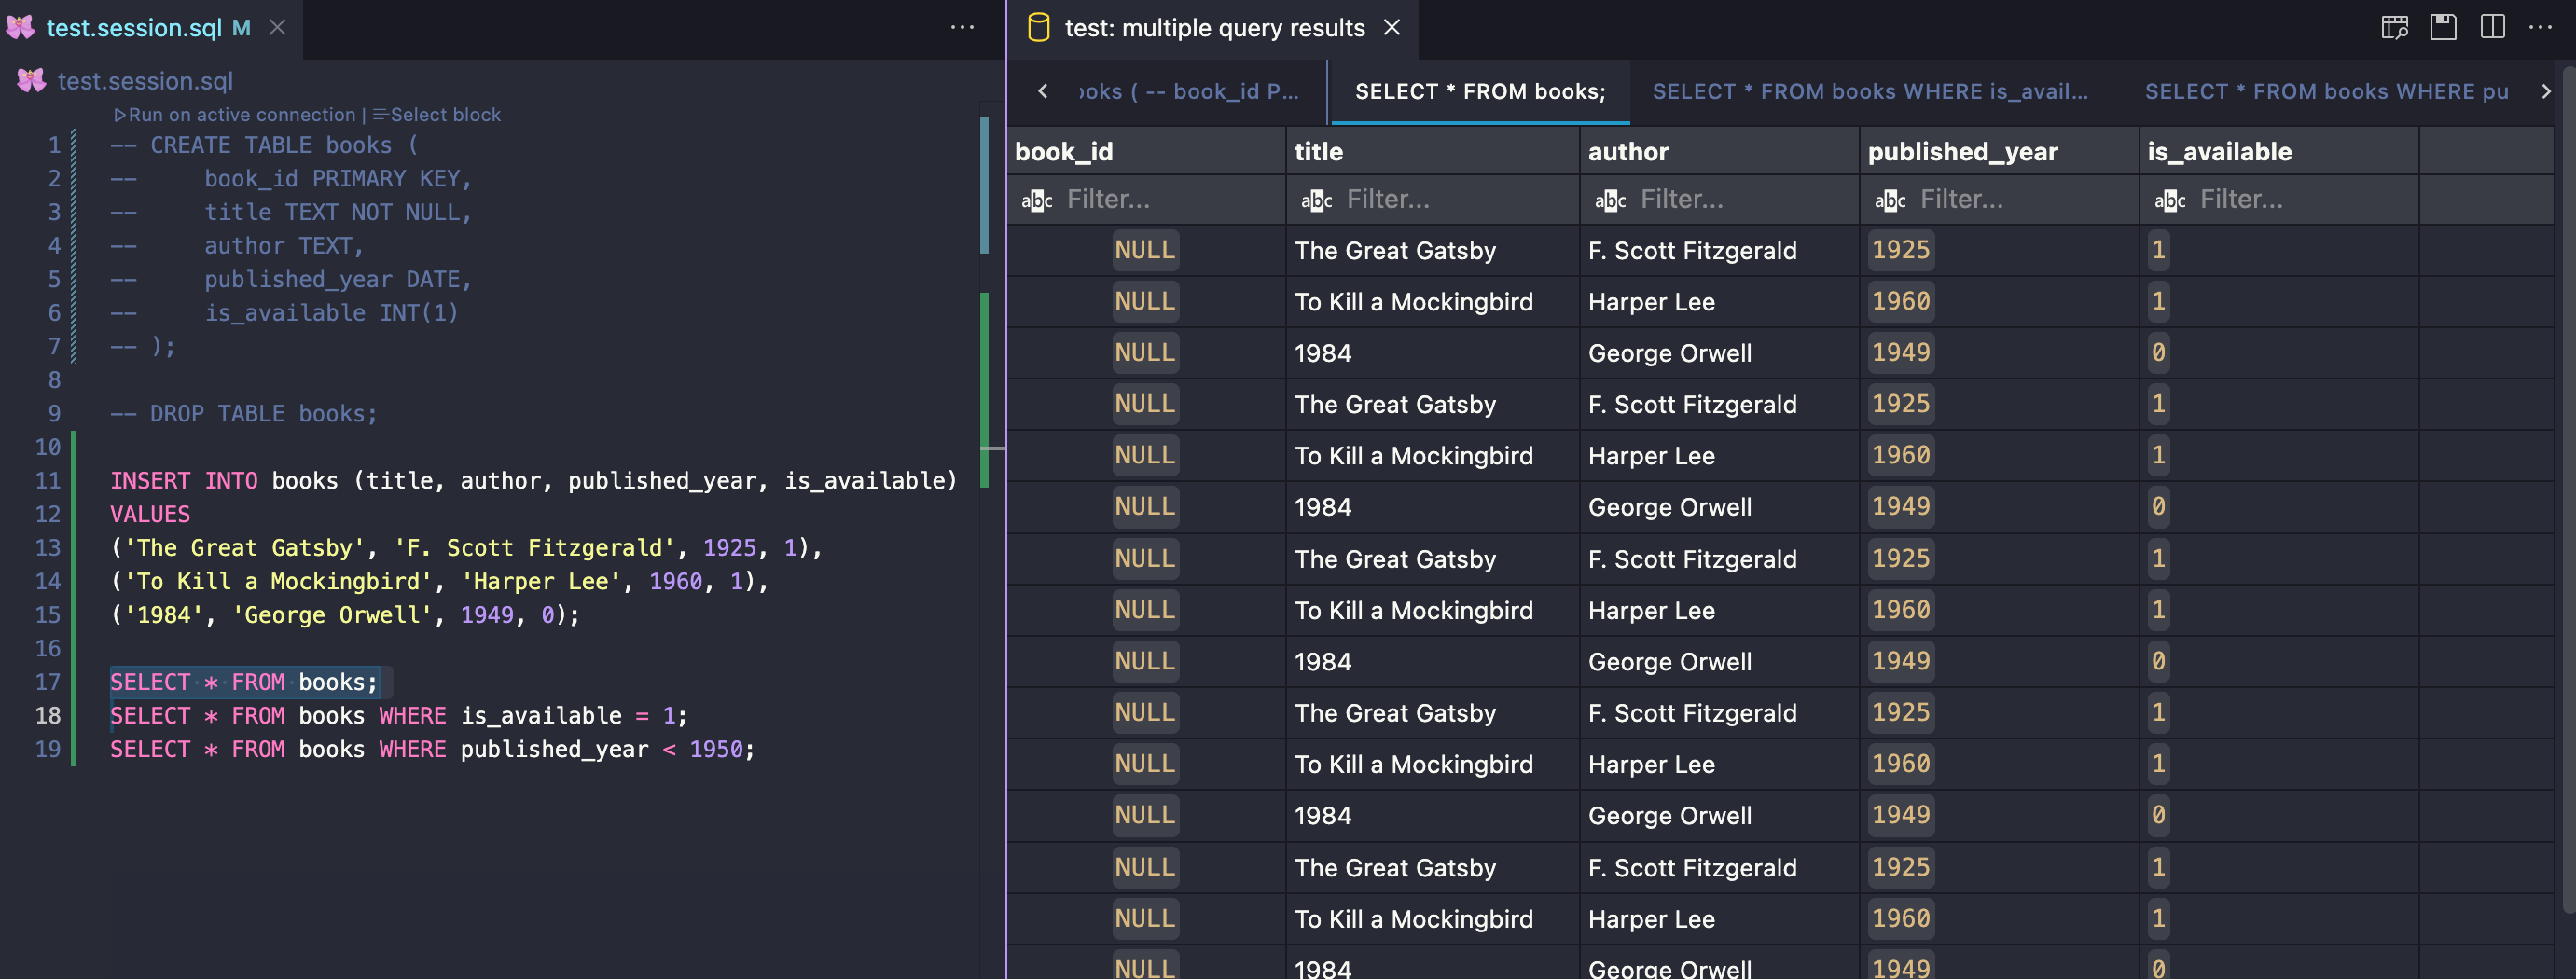 test.session.sql M
test.session.sql
Run on active connection | Select block
1 -- CREATE TABLE books (
2 --     book_id PRIMARY KEY,
3 --     title TEXT NOT NULL,
4 --     author TEXT,
5 --     published_year DATE,
6 --     is_available INT(1)
7 -- );
8
9 -- DROP TABLE books;
10
11 INSERT INTO books (title, author, published_year, is_available)
12 VALUES
13 ('The Great Gatsby', 'F. Scott Fitzgerald', 1925, 1),
14 ('To Kill a Mockingbird', 'Harper Lee', 1960, 1),
15 ('1984', 'George Orwell', 1949, 0);
16
17 SELECT * FROM books;
18 SELECT * FROM books WHERE is_available = 1;
19 SELECT * FROM books WHERE published_year < 1950;
test: multiple query results
ooks ( -- book_id P... SELECT * FROM books; SELECT * FROM books WHERE is_avail... SELECT * FROM books WHERE pu
book_id title author published_year is_available
abc Filter... abc Filter... abc Filter... abc Filter... abc Filter...
NULL The Great Gatsby F. Scott Fitzgerald 1925 1
NULL To Kill a Mockingbird Harper Lee 1960 1
NULL 1984 George Orwell 1949 0
NULL The Great Gatsby F. Scott Fitzgerald 1925 1
NULL To Kill a Mockingbird Harper Lee 1960 1
NULL 1984 George Orwell 1949 0
NULL The Great Gatsby F. Scott Fitzgerald 1925 1
NULL To Kill a Mockingbird Harper Lee 1960 1
NULL 1984 George Orwell 1949 0
NULL The Great Gatsby F. Scott Fitzgerald 1925 1
NULL To Kill a Mockingbird Harper Lee 1960 1
NULL 1984 George Orwell 1949 0
NULL The Great Gatsby F. Scott Fitzgerald 1925 1
NULL To Kill a Mockingbird Harper Lee 1960 1
NULL 1984 George Orwell 1949 0